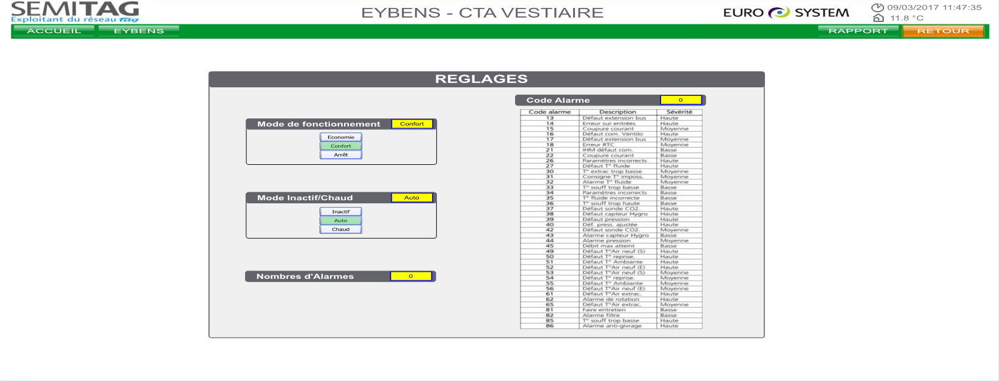 SEMITAG
Exploitant du réseau tag
EYBENS - CTA VESTIAIRE
EURO SYSTEM
09/03/2017 11:47:35
11.8 °C
ACCUEIL
EYBENS
RAPPORT
RETOUR
REGLAGES
Mode de fonctionnement Confort
Economie
Confort
Arrêt
Mode Inactif/Chaud Auto
Inactif
Auto
Chaud
Nombres d'Alarmes 0
Code Alarme 0
Code alarme Description Sévérité
13 Défaut extension bus Haute
14 Erreur sur entrées Haute
15 Coupure courant Moyenne
16 Défaut com. Ventilo Haute
17 Défaut extension bus Moyenne
18 Erreur RTC Moyenne
21 IHM défaut com. Basse
22 Coupure courant Basse
26 Paramètres incorrects Haute
27 Défaut T° fluide Haute
30 T° extrac trop basse Moyenne
31 Consigne T° imposs. Moyenne
32 Alarme T° fluide Moyenne
33 T° souff trop basse Basse
34 Paramètres incorrects Basse
35 T° fluide incorrecte Basse
36 T° souff trop haute Basse
37 Défaut sonde CO2. Haute
38 Défaut capteur Hygro Haute
39 Défaut pression Haute
40 Déf. press. ajustée Haute
42 Défaut sonde CO2. Moyenne
43 Alarme capteur Hygro Basse
44 Alarme pression Moyenne
45 Débit max atteint Basse
49 Défaut T°Air neuf (S) Haute
50 Défaut T° reprise. Haute
51 Défaut T° Ambiante Haute
52 Défaut T°Air neuf (E) Haute
53 Défaut T°Air neuf (S) Moyenne
54 Défaut T° reprise. Moyenne
55 Défaut T° Ambiante Moyenne
56 Défaut T°Air neuf (E) Moyenne
61 Défaut T°Air extrac. Haute
62 Alarme de rotation Haute
65 Défaut T°Air extrac. Moyenne
81 Faire entretien Basse
82 Alarme filtre Basse
85 T° souff trop basse Haute
86 Alarme anti-givrage Haute